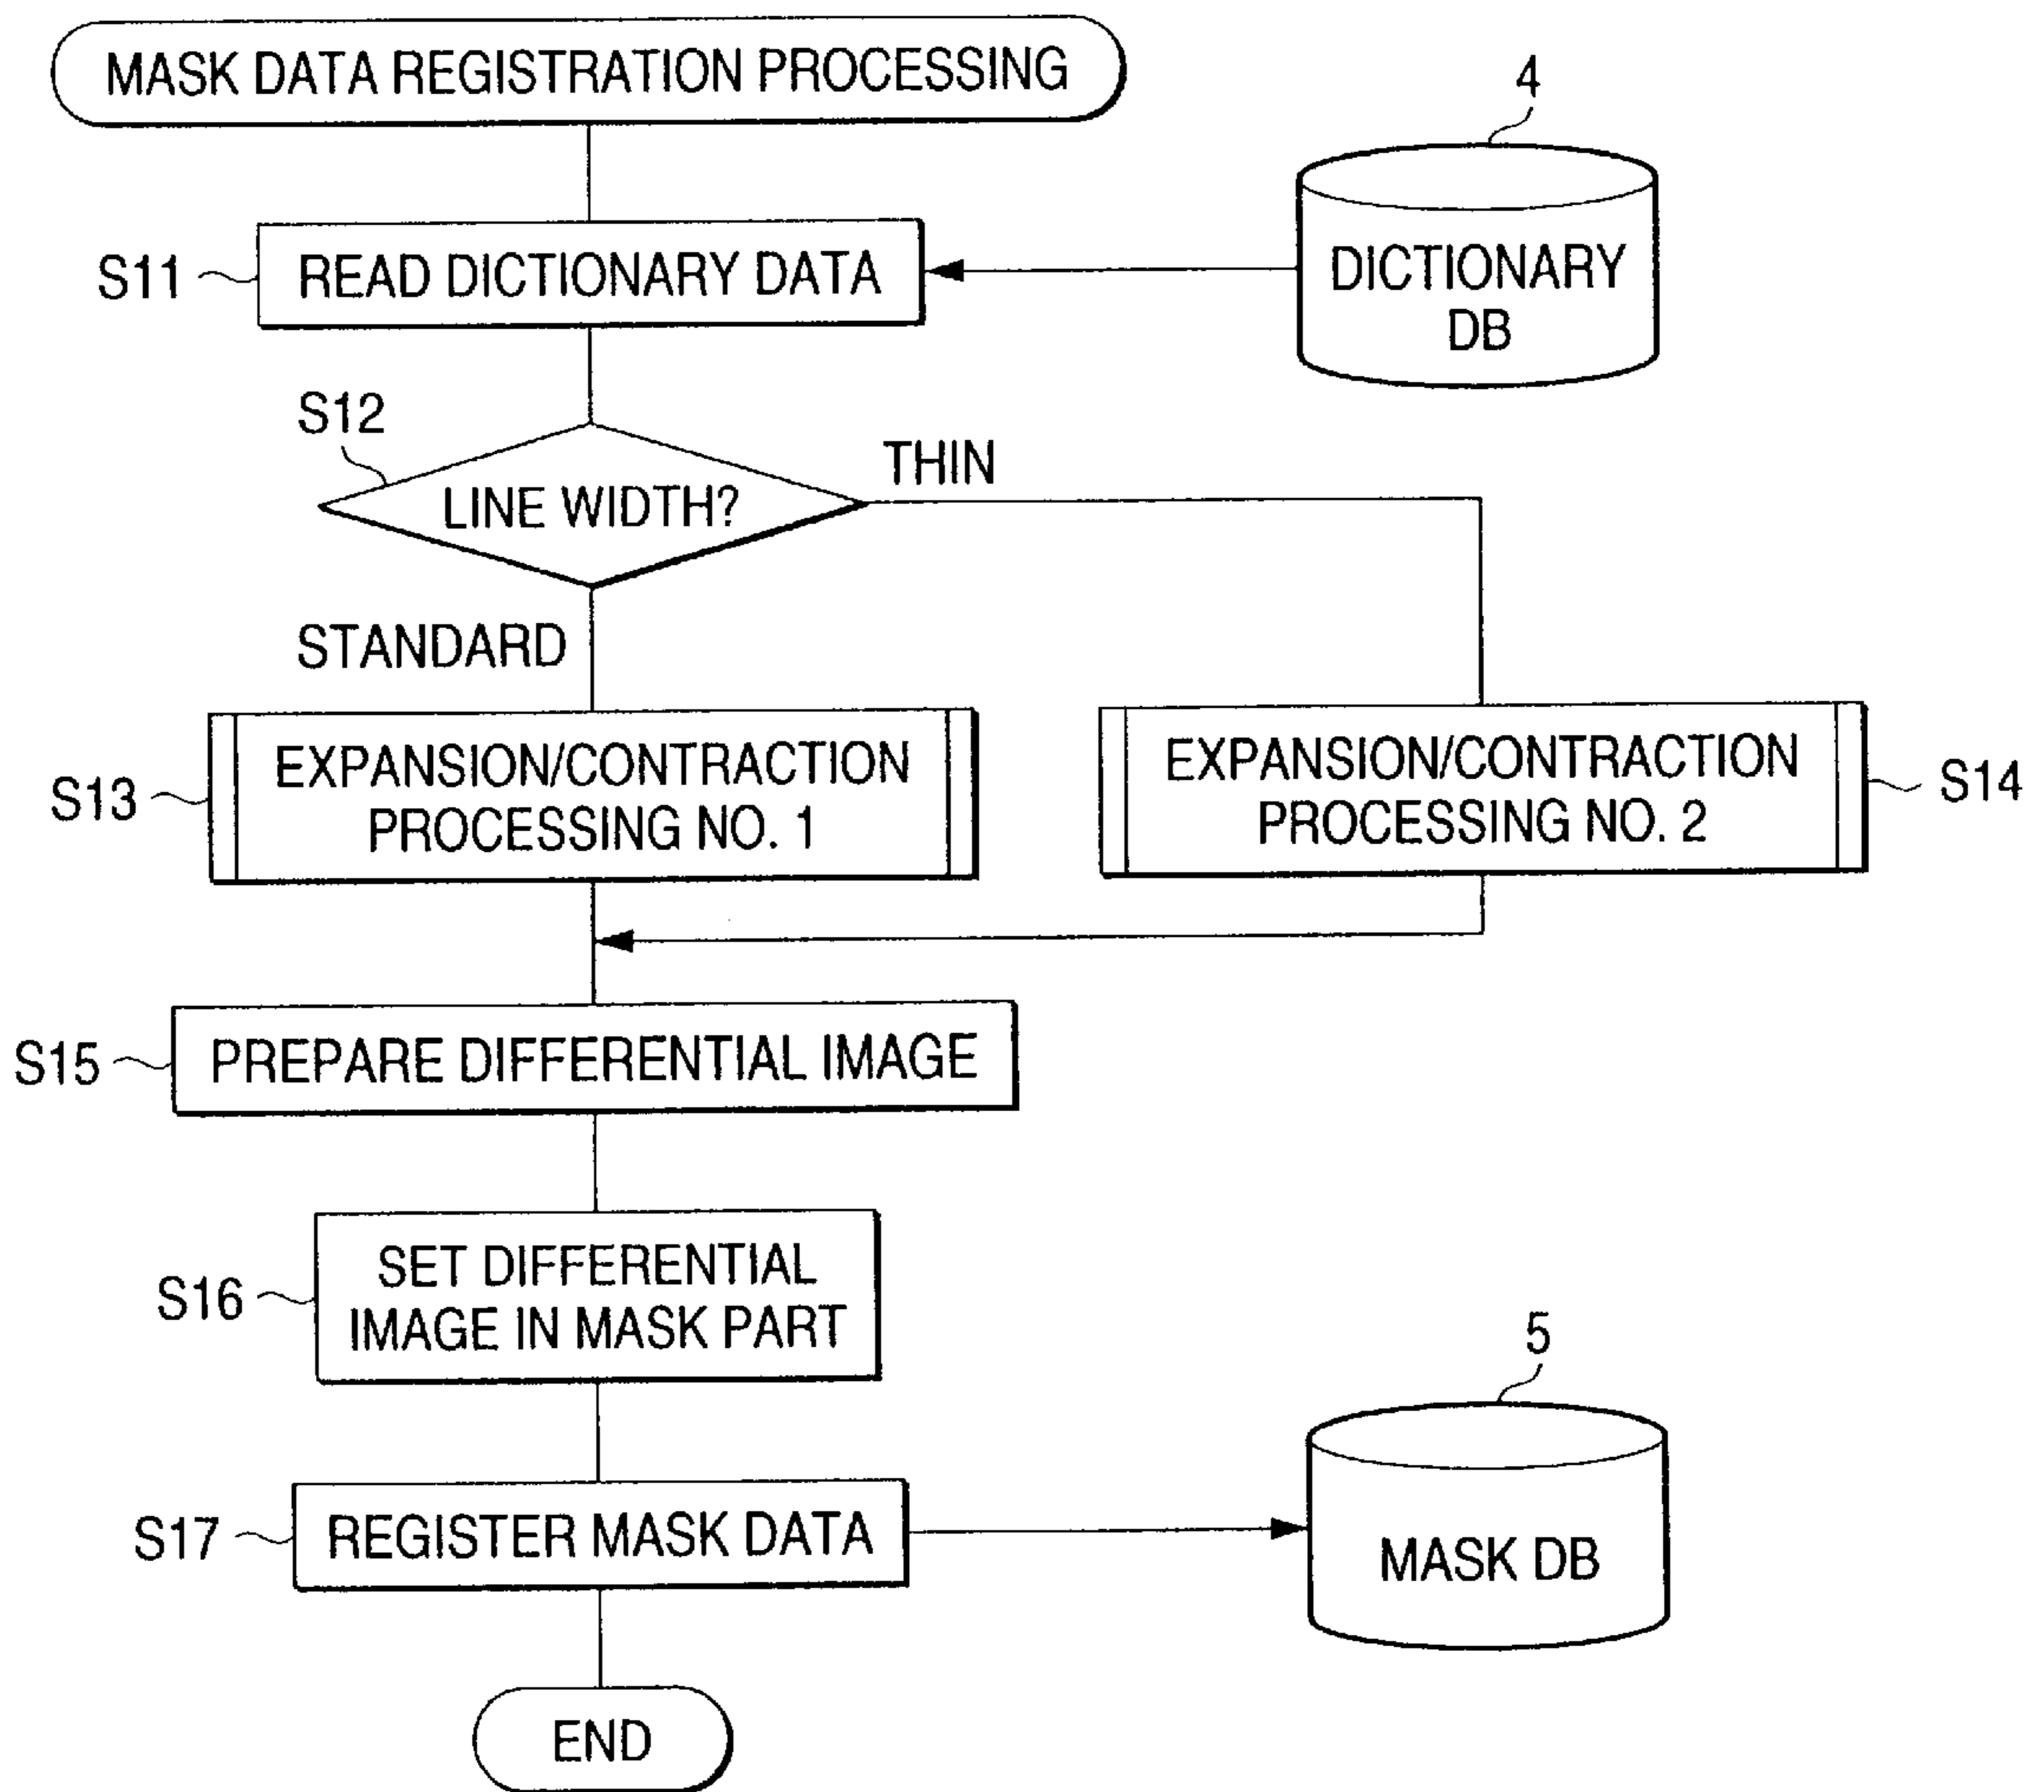 MASK DATA REGISTRATION PROCESSING
4
S11
READ DICTIONARY DATA
DICTIONARY
DB
S12
LINE WIDTH?
THIN
STANDARD
S13
EXPANSION/CONTRACTION
PROCESSING NO. 1
EXPANSION/CONTRACTION
PROCESSING NO. 2
S14
S15
PREPARE DIFFERENTIAL IMAGE
S16
SET DIFFERENTIAL
IMAGE IN MASK PART
5
S17
REGISTER MASK DATA
MASK DB
END